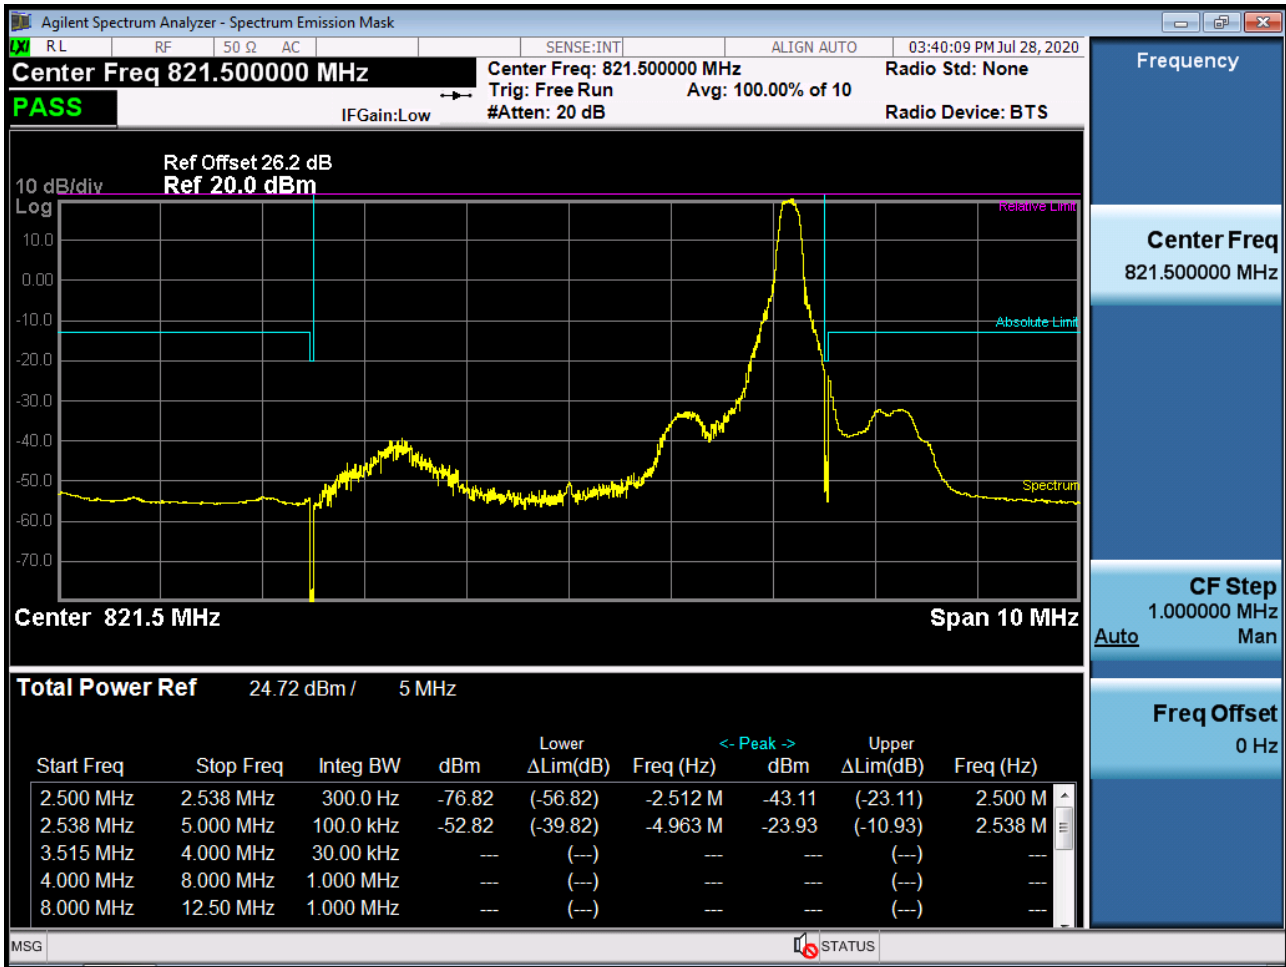 Agilent Spectrum Analyzer - Spectrum Emission Mask
LXI RL RF 50 Ω AC SENSE:INT ALIGN AUTO 03:40:09 PM Jul 28, 2020
Center Freq 821.500000 MHz Center Freq: 821.500000 MHz Radio Std: None
Trig: Free Run Avg: 100.00% of 10
PASS IFGain:Low #Atten: 20 dB Radio Device: BTS
Ref Offset 26.2 dB
10 dB/div Ref 20.0 dBm
Log
Relative Limit
10.0
0.00
-10.0
Absolute Limit
-20.0
-30.0
-40.0
-50.0
Spectrum
-60.0
-70.0
Center 821.5 MHz Span 10 MHz
Total Power Ref 24.72 dBm / 5 MHz
Lower <- Peak -> Upper
Start Freq Stop Freq Integ BW dBm ΔLim(dB) Freq (Hz) dBm ΔLim(dB) Freq (Hz)
2.500 MHz 2.538 MHz 300.0 Hz -76.82 (-56.82) -2.512 M -43.11 (-23.11) 2.500 M
2.538 MHz 5.000 MHz 100.0 kHz -52.82 (-39.82) -4.963 M -23.93 (-10.93) 2.538 M
3.515 MHz 4.000 MHz 30.00 kHz --- (---) --- --- (---) ---
4.000 MHz 8.000 MHz 1.000 MHz --- (---) --- --- (---) ---
8.000 MHz 12.50 MHz 1.000 MHz --- (---) --- --- (---) ---
MSG STATUS
Frequency
Center Freq
821.500000 MHz
CF Step
1.000000 MHz
Auto Man
Freq Offset
0 Hz